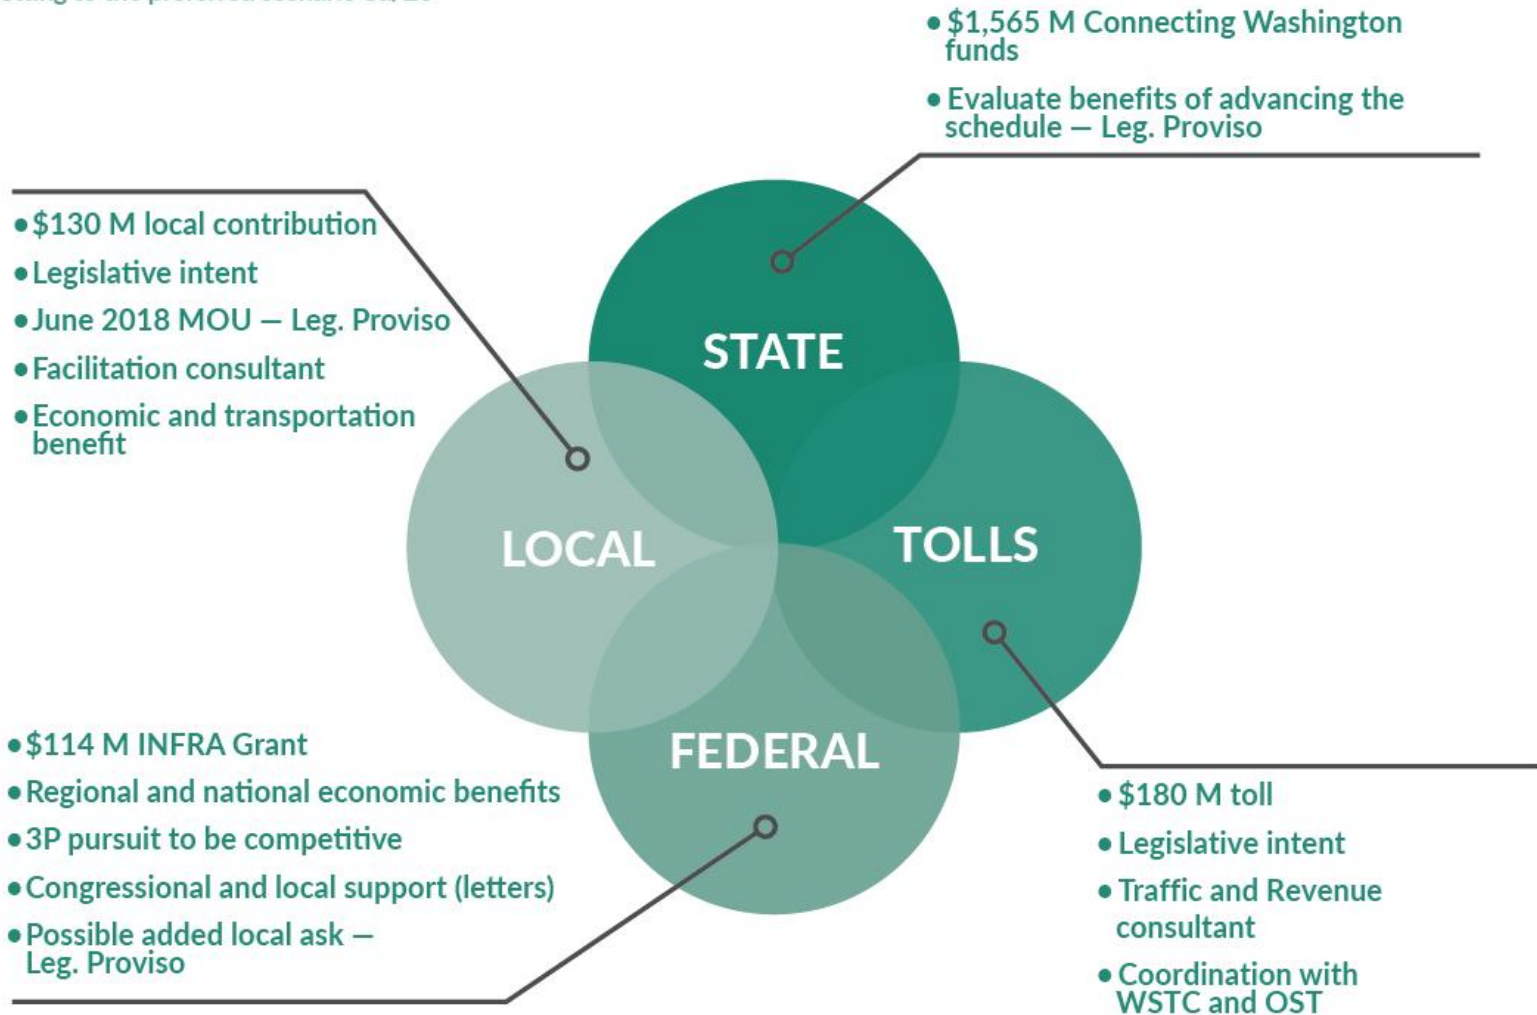 • $1,565 M Connecting Washington
funds
• Evaluate benefits of advancing the
schedule — Leg. Proviso
• $130 M local contribution
• Legislative intent
• June 2018 MOU — Leg. Proviso
• Facilitation consultant
• Economic and transportation
benefit
STATE
LOCAL
TOLLS
FEDERAL
• $114 M INFRA Grant
• Regional and national economic benefits
• 3P pursuit to be competitive
• Congressional and local support (letters)
• Possible added local ask —
Leg. Proviso
• $180 M toll
• Legislative intent
• Traffic and Revenue
consultant
• Coordination with
WSTC and OST